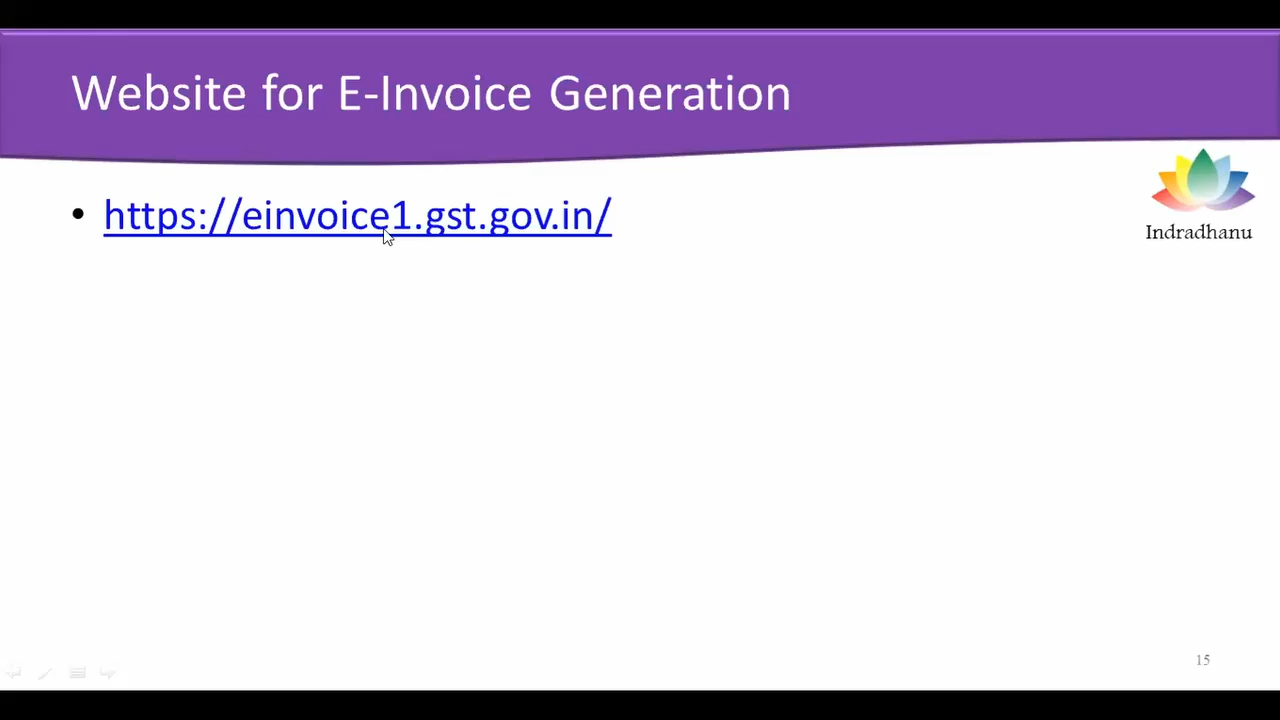 Website for E-Invoice Generation
• https://einvoice1.gst.gov.in/
Indradhanu
15